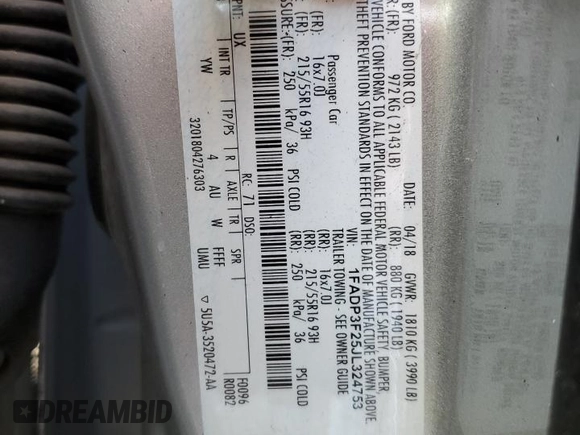 BY FORD MOTOR CO.
DATE: 04/18 GVWR: 1810 KG ( 3990 LB)
(FR): 972 KG ( 2143 LB) (RR): 880 KG ( 1940 LB)
VEHICLE CONFORMS TO ALL APPLICABLE FEDERAL MOTOR VEHICLE SAFETY, BUMPER,
THEFT PREVENTION STANDARDS IN EFFECT ON THE DATE OF MANUFACTURE SHOWN ABOVE.
VIN: 1FADP3F25JL324753
Passenger Car TRAILER TOWING - SEE OWNER GUIDE
(FR): 16x7.0J (RR): 16x7.0J
(FR): 215/55R16 93H (RR): 215/55R16 93H
(FR): 250 kPa/ 36 PSI COLD (RR): 250 kPa/ 36 PSI COLD
UX RC: 71 DSO:
INT TR TP/PS R AXLE TR SPR F0096
YW 4 AU W FFFF UMU R0082
3201804276303 5U5A-3520472-AA
DREAMBID